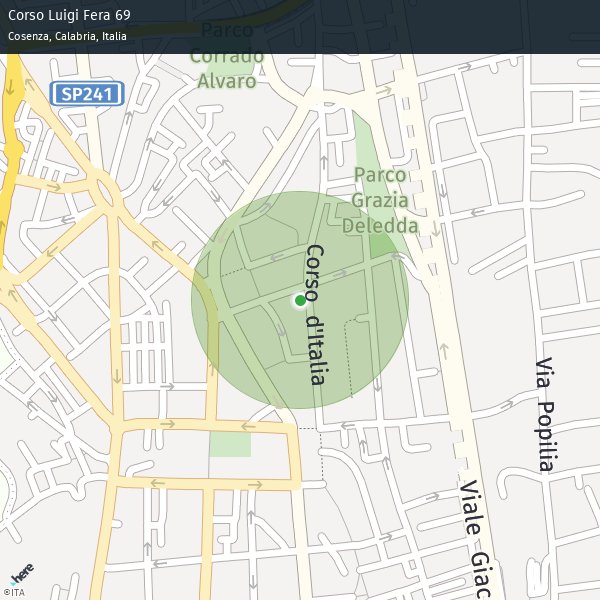 Corso Luigi Fera 69
Cosenza, Calabria, Italia
Parco
Corrado
Alvaro
SP241
Parco
Grazia
Deledda
Corso d'Italia
Via Popilia
Viale Giac
here
©ITA